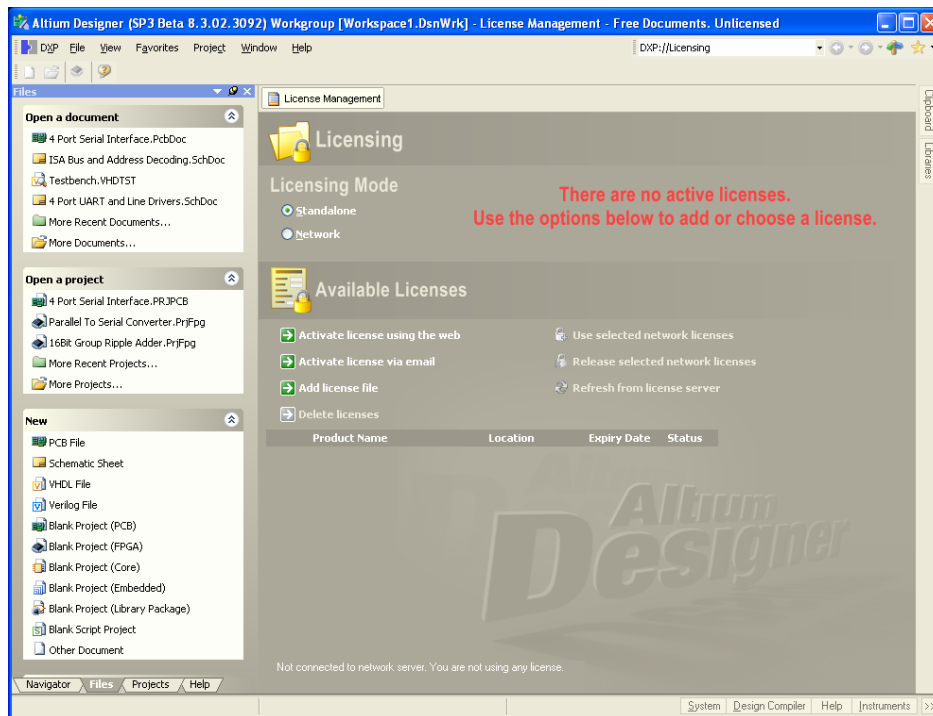 Altium Designer (SP3 Beta 8.3.02.3092) Workgroup [Workspace1.DsnWrk] - License Management - Free Documents. Unlicensed
DXP File View Favorites Project Window Help
DXP://Licensing
Files
License Management
Clipboard
Libraries
Open a document
4 Port Serial Interface.PcbDoc
ISA Bus and Address Decoding.SchDoc
Testbench.VHDTST
4 Port UART and Line Drivers.SchDoc
More Recent Documents...
More Documents...
Open a project
4 Port Serial Interface.PRJPCB
Parallel To Serial Converter.PrjFpg
16Bit Group Ripple Adder.PrjFpg
More Recent Projects...
More Projects...
New
PCB File
Schematic Sheet
VHDL File
Verilog File
Blank Project (PCB)
Blank Project (FPGA)
Blank Project (Core)
Blank Project (Embedded)
Blank Project (Library Package)
Blank Script Project
Other Document
Navigator Files Projects Help
Licensing
Licensing Mode
Standalone
Network
There are no active licenses.
Use the options below to add or choose a license.
Available Licenses
Activate license using the web
Activate license via email
Add license file
Delete licenses
Use selected network licenses
Release selected network licenses
Refresh from license server
Product Name Location Expiry Date Status
Altium
Designer
Not connected to network server. You are not using any license.
System Design Compiler Help Instruments >>